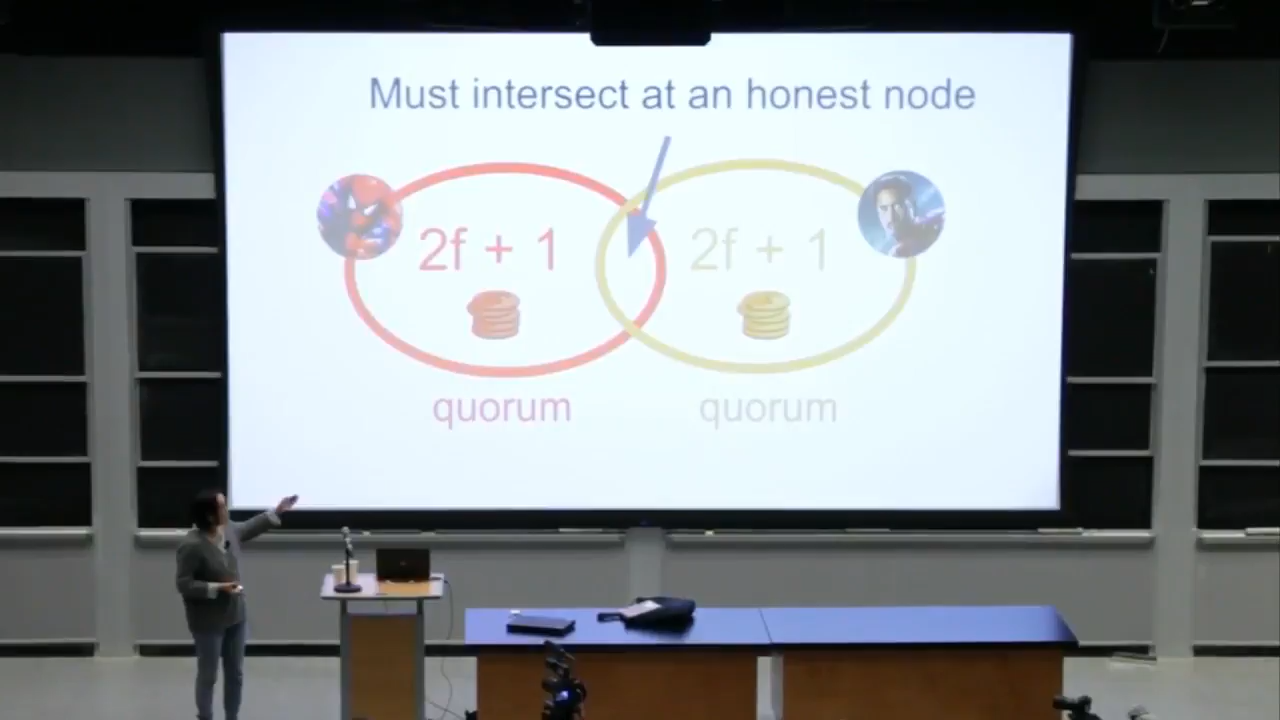 Must intersect at an honest node
2f + 1
2f + 1
quorum
quorum